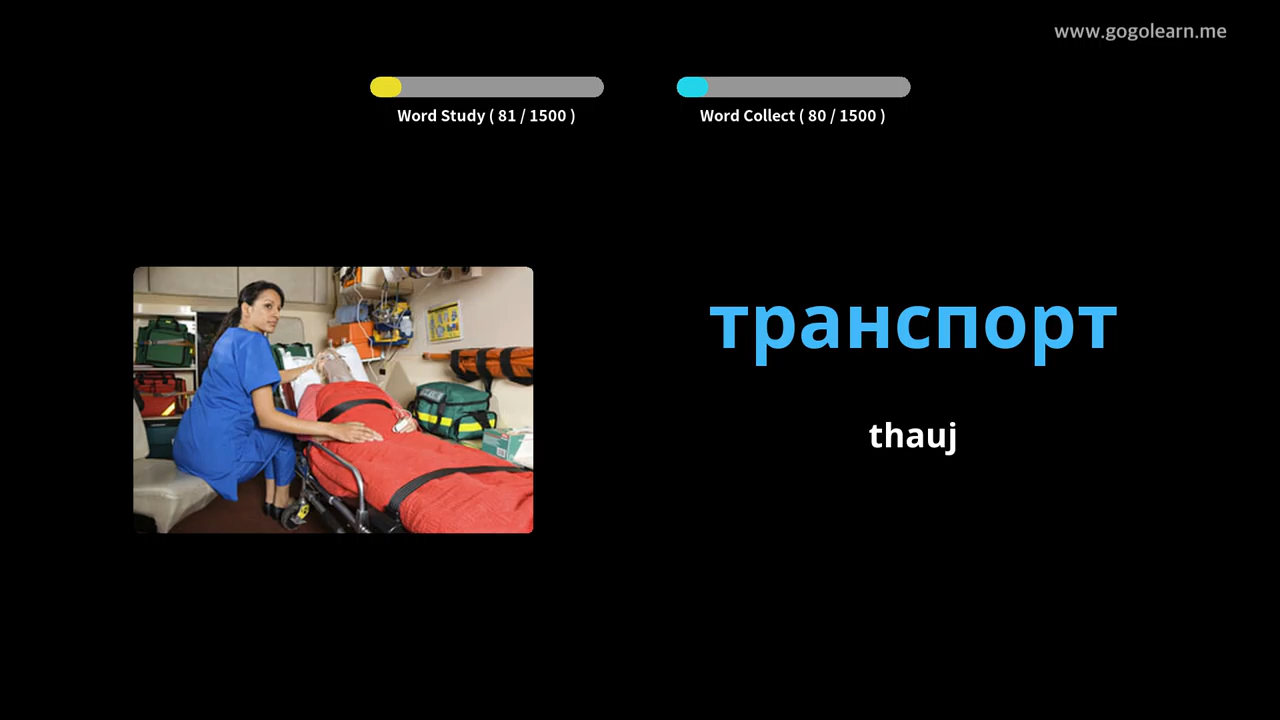 www.gogolearn.me
Word Study ( 81 / 1500 )
Word Collect ( 80 / 1500 )
транспорт
thauj